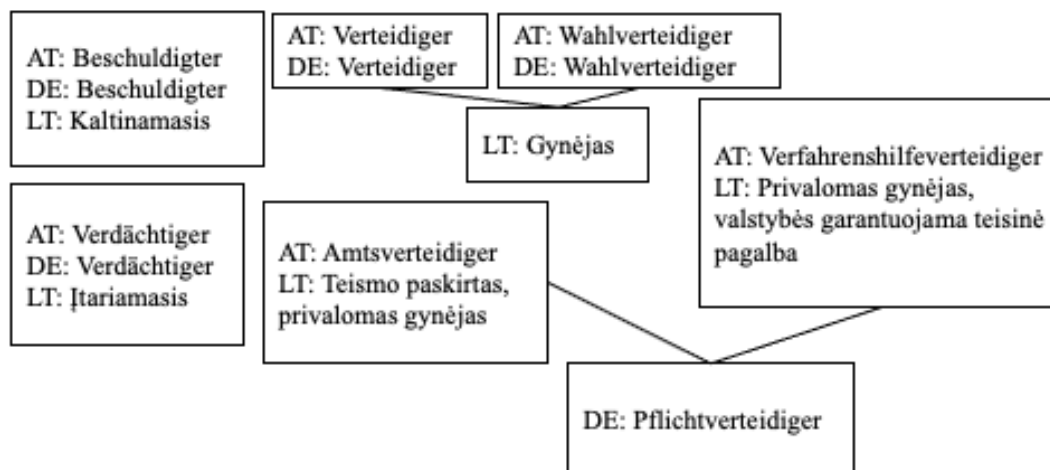 AT: Beschuldigter
DE: Beschuldigter
LT: Kaltinamasis
AT: Verteidiger
DE: Verteidiger
AT: Wahlverteidiger
DE: Wahlverteidiger
LT: Gynėjas
AT: Verfahrenshilfeverteidiger
LT: Privalomas gynėjas,
valstybės garantuojama teisinė
pagalba
AT: Verdächtiger
DE: Verdächtiger
LT: Įtariamasis
AT: Amtsverteidiger
LT: Teismo paskirtas,
privalomas gynėjas
DE: Pflichtverteidiger